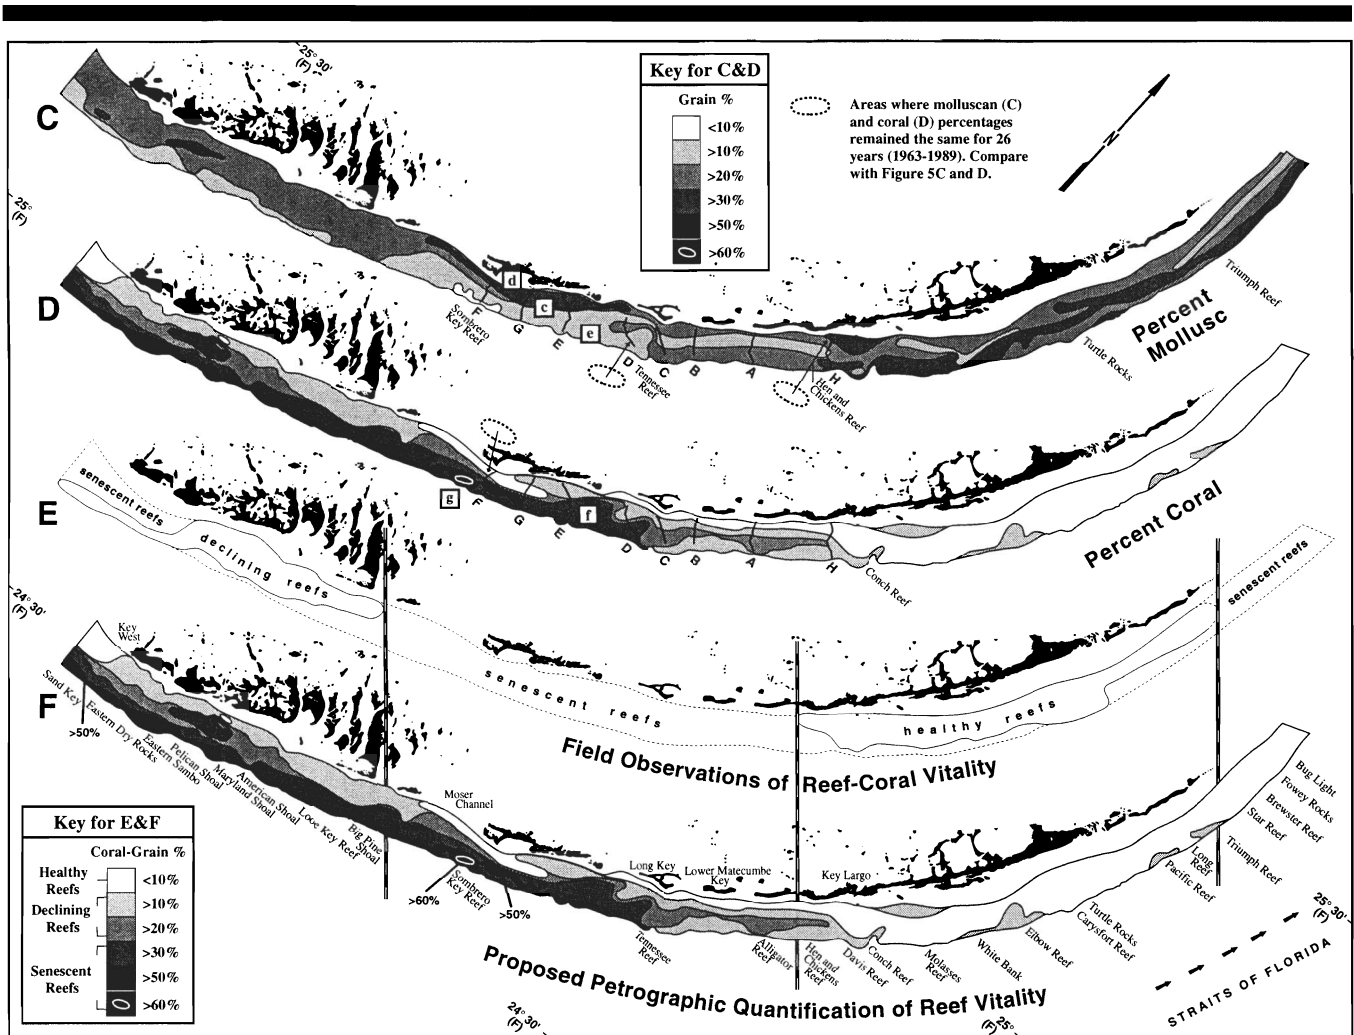 25° 30'
(F)
Key for C&D
Grain %
<10%
>10%
>20%
>30%
>50%
>60%
Areas where molluscan (C)
and coral (D) percentages
remained the same for 26
years (1963-1989). Compare
with Figure 5C and D.
N
C
25°
(F)
d
c
e
F
G
E
D
C
B
A
H
Sombrero
Key Reef
Tennessee
Reef
Hen and
Chickens Reef
Turtle Rocks
Triumph Reef
Percent
Mollusc
D
g
f
F
G
E
D
C
B
A
H
Conch Reef
Percent Coral
E
senescent reefs
declining reefs
senescent reefs
healthy reefs
senescent reefs
Field Observations of Reef-Coral Vitality
24° 30'
(F)
F
Key
West
Sand Key
>50%
Eastern Dry Rocks
Eastern Sambo
Pelican Shoal
Maryland Shoal
American Shoal
Looe Key Reef
Big Pine
Shoal
Moser
Channel
>60%
Sombrero
Key Reef
>50%
Long Key
Lower Matecumbe
Key
Key Largo
Tennessee
Reef
Alligator
Reef
Hen and
Chickens
Reef
Davis Reef
Conch Reef
Molasses
Reef
White Bank
Elbow Reef
Carysfort Reef
Turtle Rocks
Pacific Reef
Long
Reef
Triumph Reef
Star Reef
Brewster Reef
Fowey Rocks
Bug Light
Proposed Petrographic Quantification of Reef Vitality
Key for E&F
Coral-Grain %
Healthy
Reefs
<10%
Declining
Reefs
>10%
>20%
Senescent
Reefs
>30%
>50%
>60%
24° 30'
(F)
25°
(F)
25° 30'
(F)
STRAITS OF FLORIDA